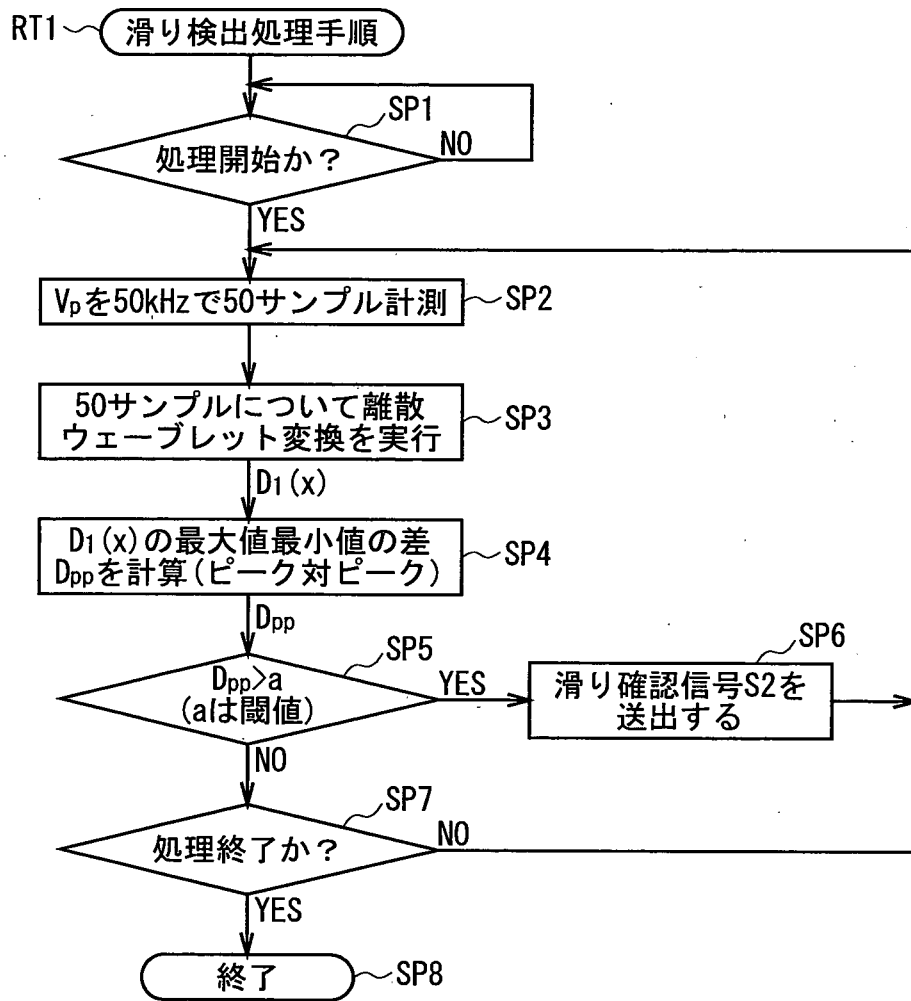 RT1
滑り検出処理手順
SP1
処理開始か？
NO
YES
Vpを50kHzで50サンプル計測
SP2
50サンプルについて離散
ウェーブレット変換を実行
SP3
D1(x)
D1(x)の最大値最小値の差
Dppを計算(ピーク対ピーク)
SP4
Dpp
SP5
Dpp>a
(aは閾値)
YES
SP6
滑り確認信号S2を
送出する
NO
SP7
処理終了か？
NO
YES
終了
SP8